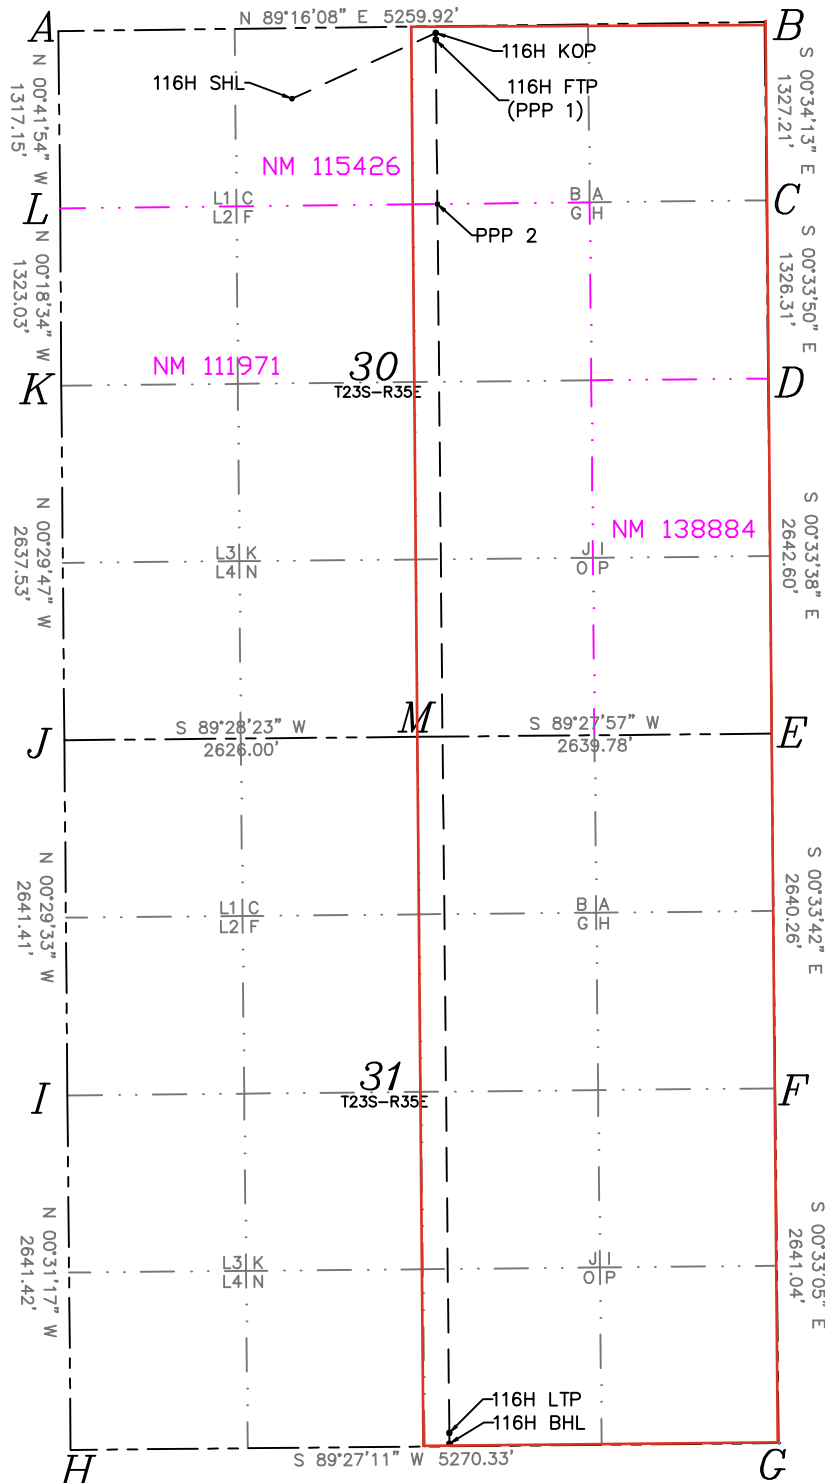 A
N 89°16'08" E 5259.92'
B
116H KOP
116H SHL
116H FTP
(PPP 1)
N 00°41'54" W
1317.15'
S 00°34'13" E
1327.21'
NM 115426
L
L1 C
L2 F
B A
G H
C
PPP 2
N 00°18'34" W
1323.03'
S 00°33'50" E
1326.31'
NM 111971
30
T23S-R35E
K
D
N 00°29'47" W
2637.53'
S 00°33'38" E
2642.60'
NM 138884
L3 K
L4 N
J I
O P
J
S 89°28'23" W
2626.00'
M
S 89°27'57" W
2639.78'
E
N 00°29'33" W
2641.41'
S 00°33'42" E
2640.26'
L1 C
L2 F
B A
G H
I
31
T23S-R35E
F
N 00°31'17" W
2641.42'
S 00°33'05" E
2641.04'
L3 K
L4 N
J I
O P
116H LTP
116H BHL
H
S 89°27'11" W 5270.33'
G